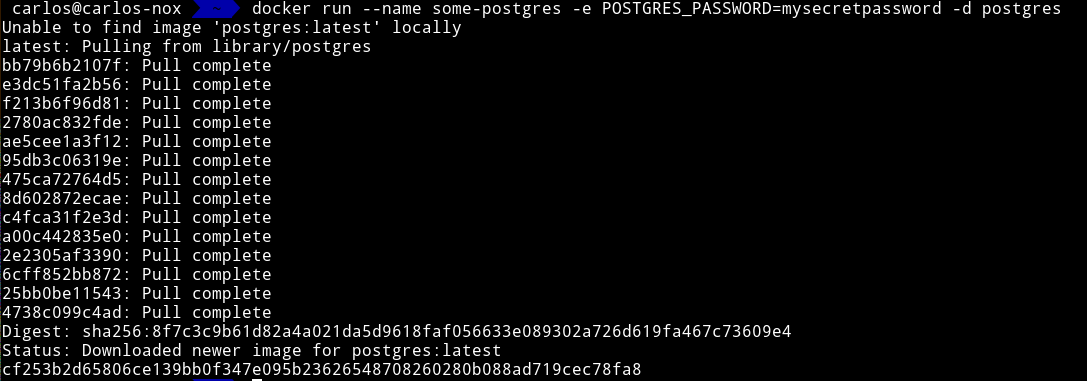 carlos@carlos-nox ~ docker run --name some-postgres -e POSTGRES_PASSWORD=mysecretpassword -d postgres
Unable to find image 'postgres:latest' locally
latest: Pulling from library/postgres
bb79b6b2107f: Pull complete
e3dc51fa2b56: Pull complete
f213b6f96d81: Pull complete
2780ac832fde: Pull complete
ae5cee1a3f12: Pull complete
95db3c06319e: Pull complete
475ca72764d5: Pull complete
8d602872ecae: Pull complete
c4fca31f2e3d: Pull complete
a00c442835e0: Pull complete
2e2305af3390: Pull complete
6cff852bb872: Pull complete
25bb0be11543: Pull complete
4738c099c4ad: Pull complete
Digest: sha256:8f7c3c9b61d82a4a021da5d9618faf056633e089302a726d619fa467c73609e4
Status: Downloaded newer image for postgres:latest
cf253b2d65806ce139bb0f347e095b23626548708260280b088ad719cec78fa8